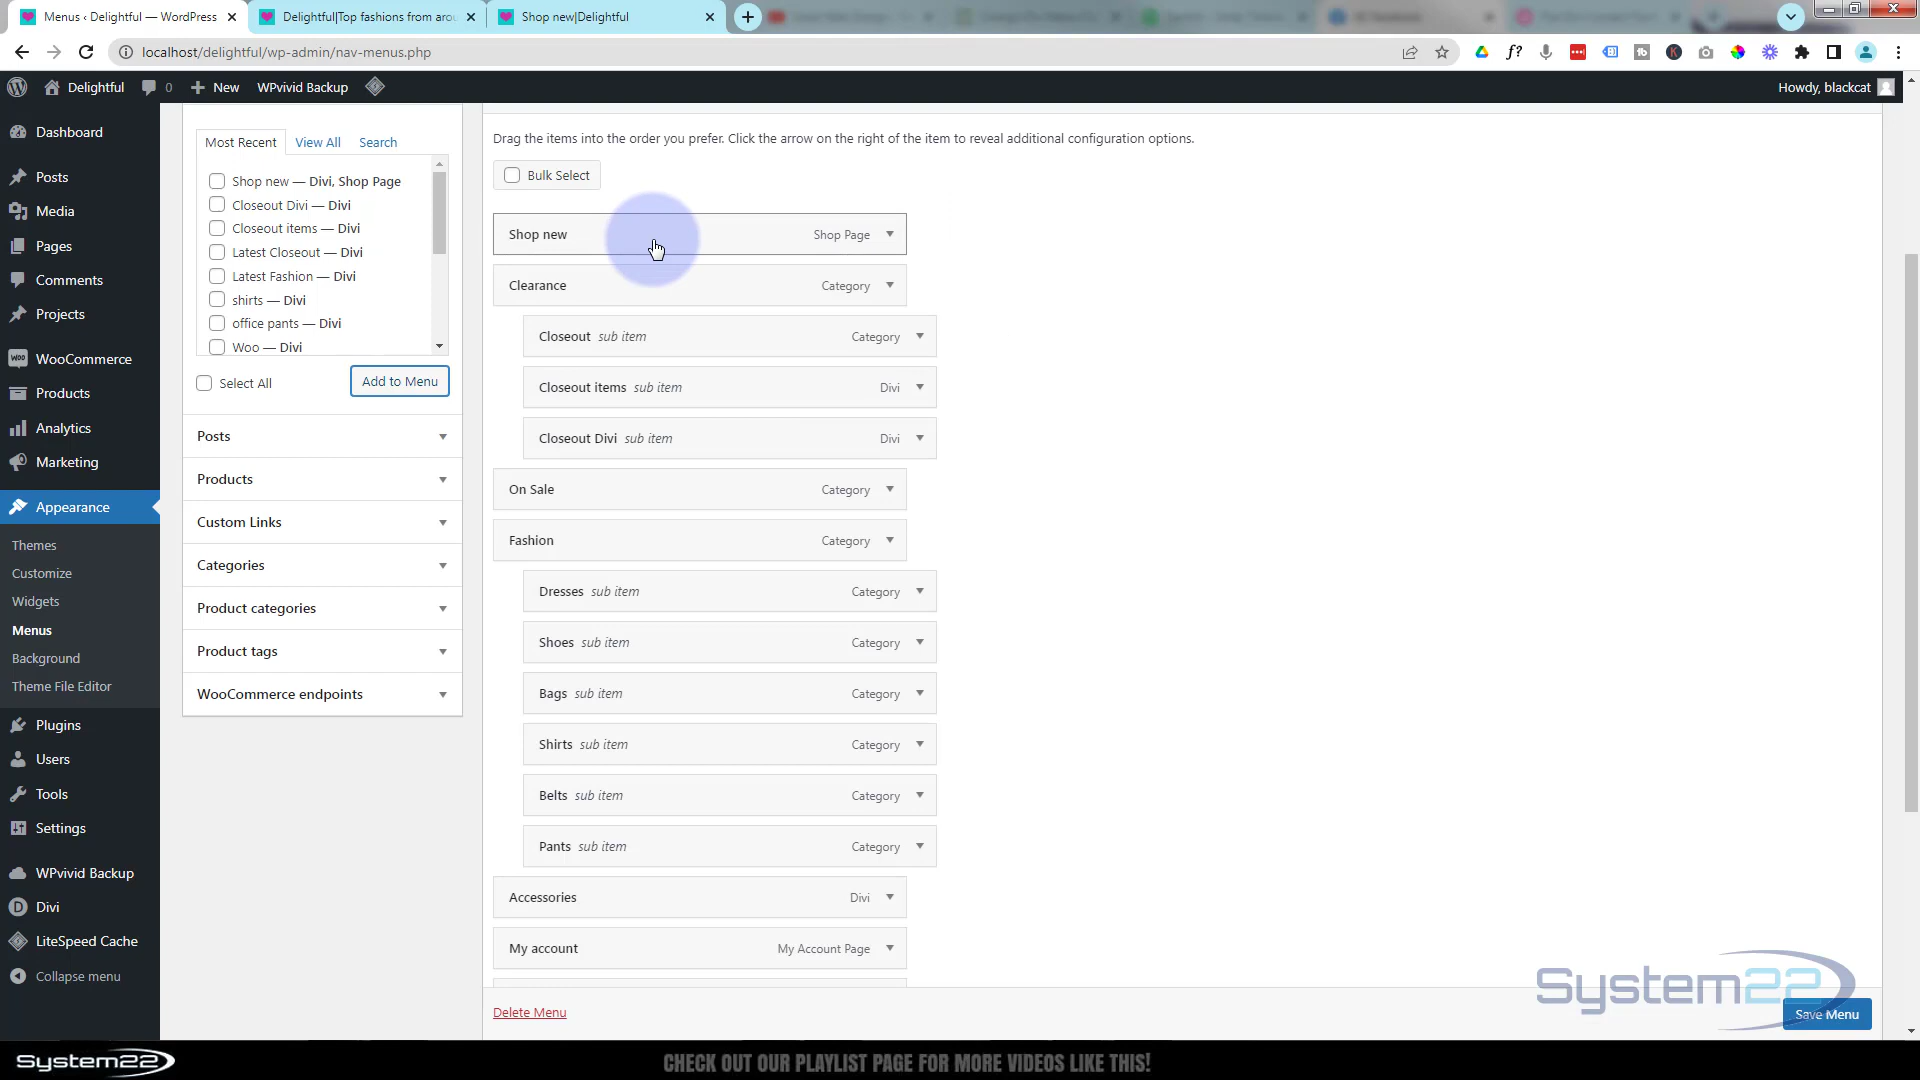 Menus ‹ Delightful — WordPress
Delightful|Top fashions from arou
Shop new|Delightful
localhost/delightful/wp-admin/nav-menus.php
Delightful
0
New
WPvivid Backup
Howdy, blackcat
Dashboard
Posts
Media
Pages
Comments
Projects
WooCommerce
Products
Analytics
Marketing
Appearance
Themes
Customize
Widgets
Menus
Background
Theme File Editor
Plugins
Users
Tools
Settings
WPvivid Backup
Divi
LiteSpeed Cache
Collapse menu
Most Recent
View All
Search
Shop new — Divi, Shop Page
Closeout Divi — Divi
Closeout items — Divi
Latest Closeout — Divi
Latest Fashion — Divi
shirts — Divi
office pants — Divi
Woo — Divi
Select All
Add to Menu
Posts
Products
Custom Links
Categories
Product categories
Product tags
WooCommerce endpoints
Drag the items into the order you prefer. Click the arrow on the right of the item to reveal additional configuration options.
Bulk Select
Shop new Shop Page
Clearance Category
Closeout sub item Category
Closeout items sub item Divi
Closeout Divi sub item Divi
On Sale Category
Fashion Category
Dresses sub item Category
Shoes sub item Category
Bags sub item Category
Shirts sub item Category
Belts sub item Category
Pants sub item Category
Accessories Divi
My account My Account Page
Delete Menu
Save Menu
System22
System22
CHECK OUT OUR PLAYLIST PAGE FOR MORE VIDEOS LIKE THIS!